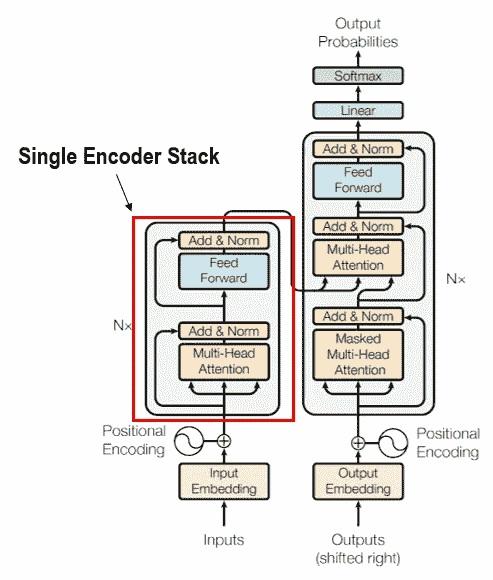 Output
Probabilities
Softmax
Linear
Add & Norm
Feed
Forward
Add & Norm
Multi-Head
Attention
Add & Norm
Masked
Multi-Head
Attention
Nx
Positional
Encoding
Output
Embedding
Outputs
(shifted right)
Single Encoder Stack
Add & Norm
Feed
Forward
Add & Norm
Multi-Head
Attention
Nx
Positional
Encoding
Input
Embedding
Inputs